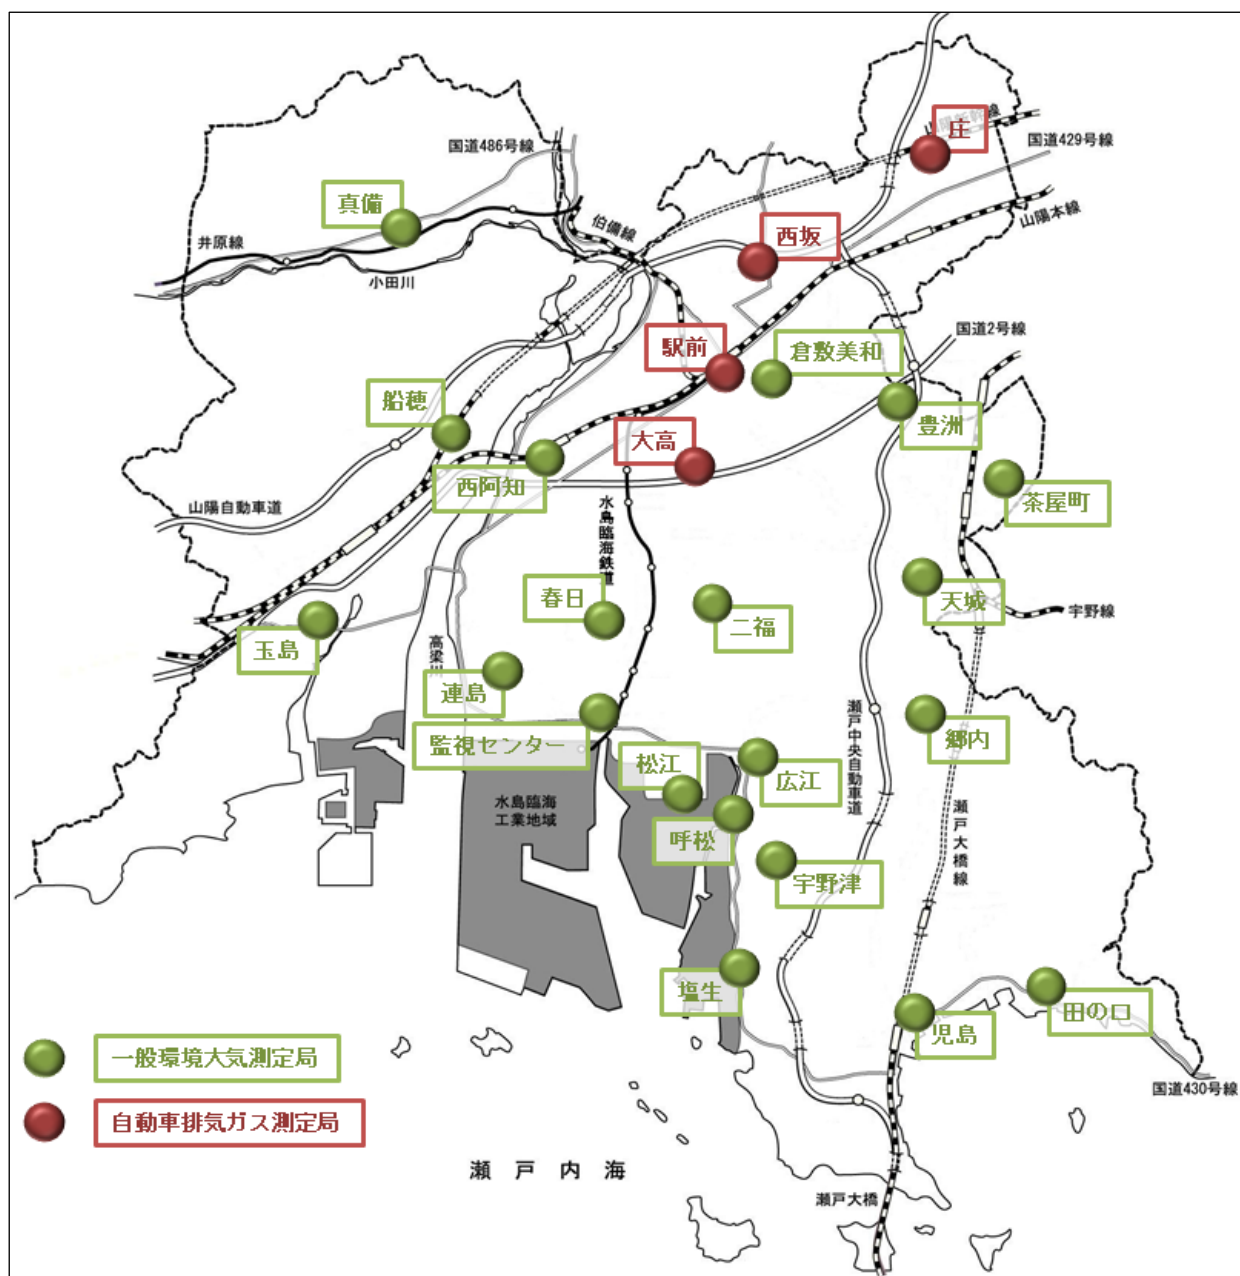 庄
山陽新幹線
国道429号線
国道486号線
真備
伯備線
西坂
山陽本線
井原線
小田川
国道2号線
駅前
倉敷美和
船穂
豊洲
大高
西阿知
茶屋町
山陽自動車道
水島臨海鉄道
天城
春日
二福
宇野線
玉島
高梁川
連島
瀬戸中央自動車道
郷内
監視センター
松江
広江
水島臨海
工業地域
呼松
瀬戸大橋線
宇野津
塩生
田の口
児島
国道430号線
一般環境大気測定局
自動車排気ガス測定局
瀬戸内海
瀬戸大橋